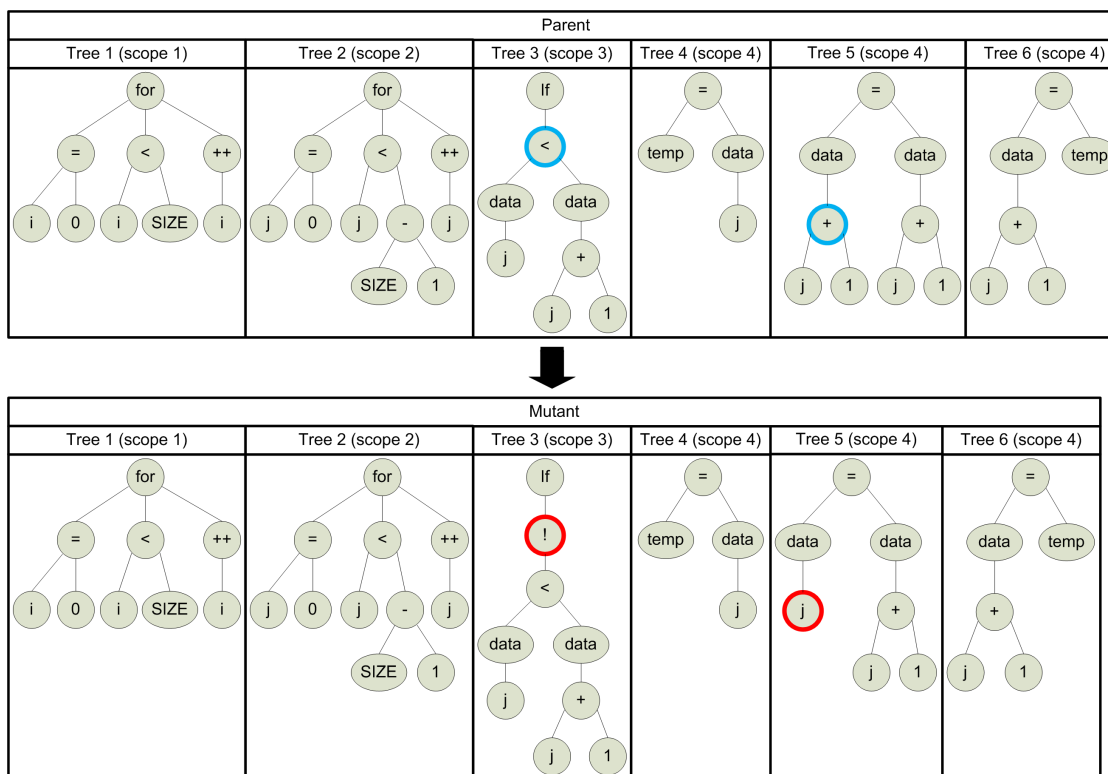 Parent
Tree 1 (scope 1) Tree 2 (scope 2) Tree 3 (scope 3) Tree 4 (scope 4) Tree 5 (scope 4) Tree 6 (scope 4)
for for If = = =
= < ++ = < ++ < temp data data data data temp
i 0 i SIZE i j 0 j - j data data j + + +
SIZE 1 j + j 1 j 1 j 1
j 1
Mutant
Tree 1 (scope 1) Tree 2 (scope 2) Tree 3 (scope 3) Tree 4 (scope 4) Tree 5 (scope 4) Tree 6 (scope 4)
for for If = = =
= < ++ = < ++ ! temp data data data data temp
i 0 i SIZE i j 0 j - j < j j + +
SIZE 1 data data j 1 j 1
j +
j 1